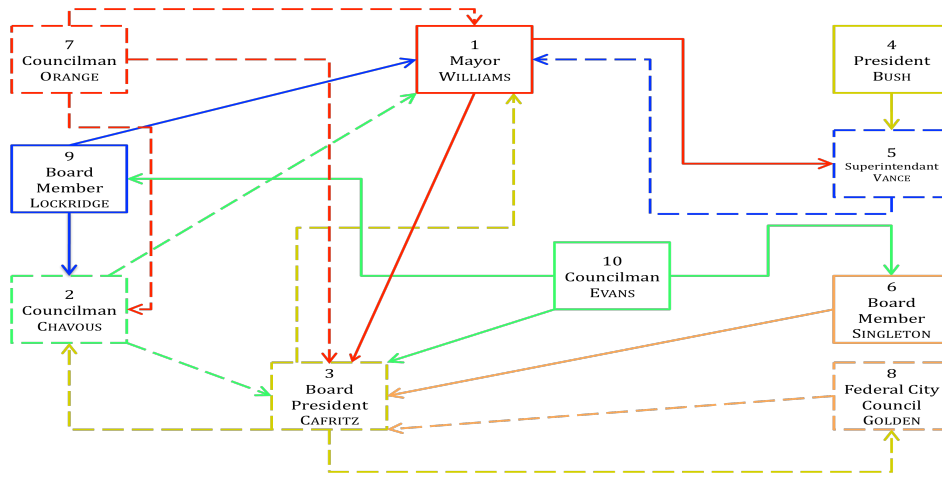 7
Councilman
ORANGE
1
Mayor
WILLIAMS
4
President
BUSH
9
Board
Member
LOCKRIDGE
5
Superintendant
VANCE
10
Councilman
EVANS
2
Councilman
CHAVOUS
6
Board
Member
SINGLETON
3
Board
President
CAFRITZ
8
Federal City
Council
GOLDEN